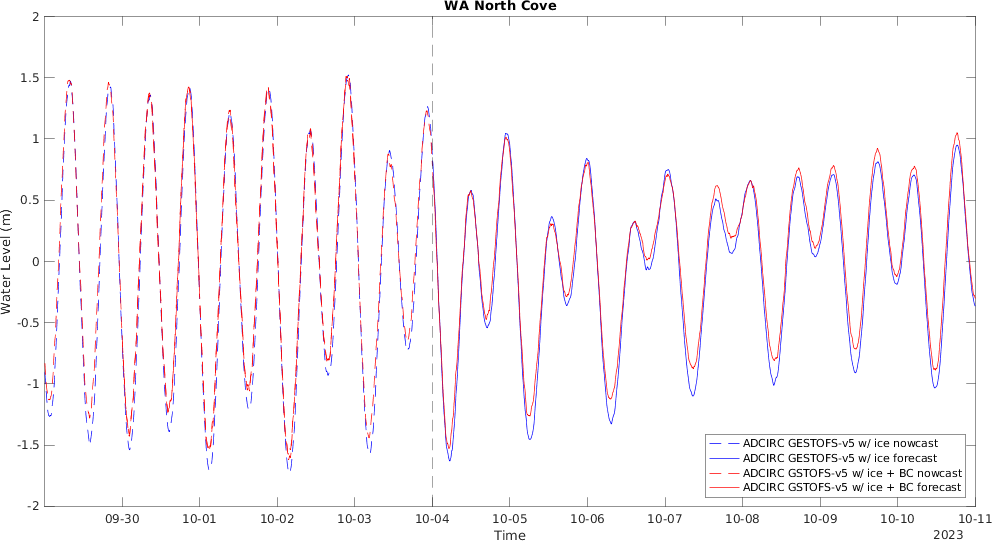 WA North Cove
Water Level (m)
2
1.5
1
0.5
0
-0.5
-1
-1.5
-2
ADCIRC GESTOFS-v5 w/ ice nowcast
ADCIRC GESTOFS-v5 w/ ice forecast
ADCIRC GSTOFS-v5 w/ ice + BC nowcast
ADCIRC GSTOFS-v5 w/ ice + BC forecast
09-30 10-01 10-02 10-03 10-04 10-05 10-06 10-07 10-08 10-09 10-10 10-11
Time
2023